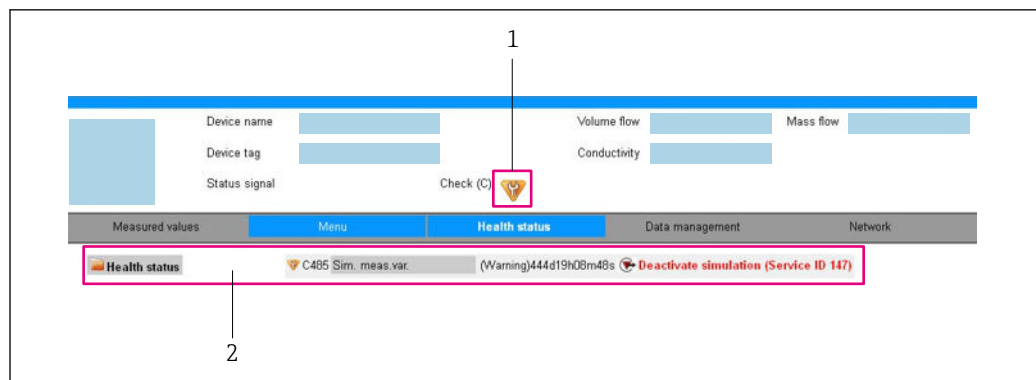 1
Device name Volume flow Mass flow
Device tag Conductivity
Status signal Check (C)
Measured values Menu Health status Data management Network
Health status C485 Sim. meas.var. (Warning)444d19h08m48s Deactivate simulation (Service ID 147)
2